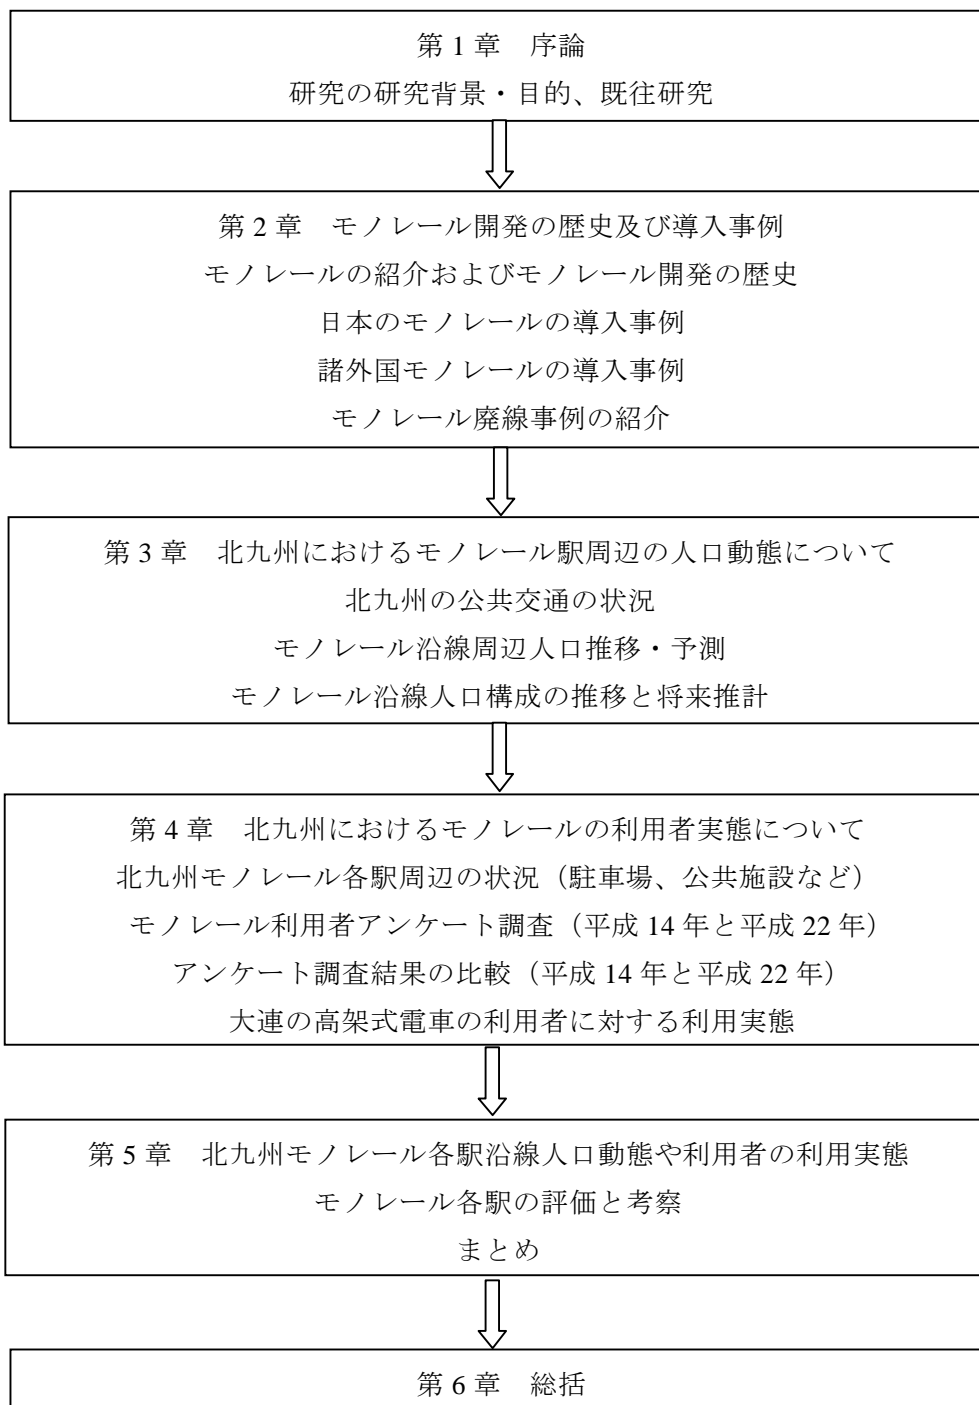 第 1 章　序論
研究の研究背景・目的、既往研究
第 2 章　モノレール開発の歴史及び導入事例
モノレールの紹介およびモノレール開発の歴史
日本のモノレールの導入事例
諸外国モノレールの導入事例
モノレール廃線事例の紹介
第 3 章　北九州におけるモノレール駅周辺の人口動態について
北九州の公共交通の状況
モノレール沿線周辺人口推移・予測
モノレール沿線人口構成の推移と将来推計
第 4 章　北九州におけるモノレールの利用者実態について
北九州モノレール各駅周辺の状況（駐車場、公共施設など）
モノレール利用者アンケート調査（平成 14 年と平成 22 年）
アンケート調査結果の比較（平成 14 年と平成 22 年）
大連の高架式電車の利用者に対する利用実態
第 5 章　北九州モノレール各駅沿線人口動態や利用者の利用実態
モノレール各駅の評価と考察
まとめ
第 6 章　総括